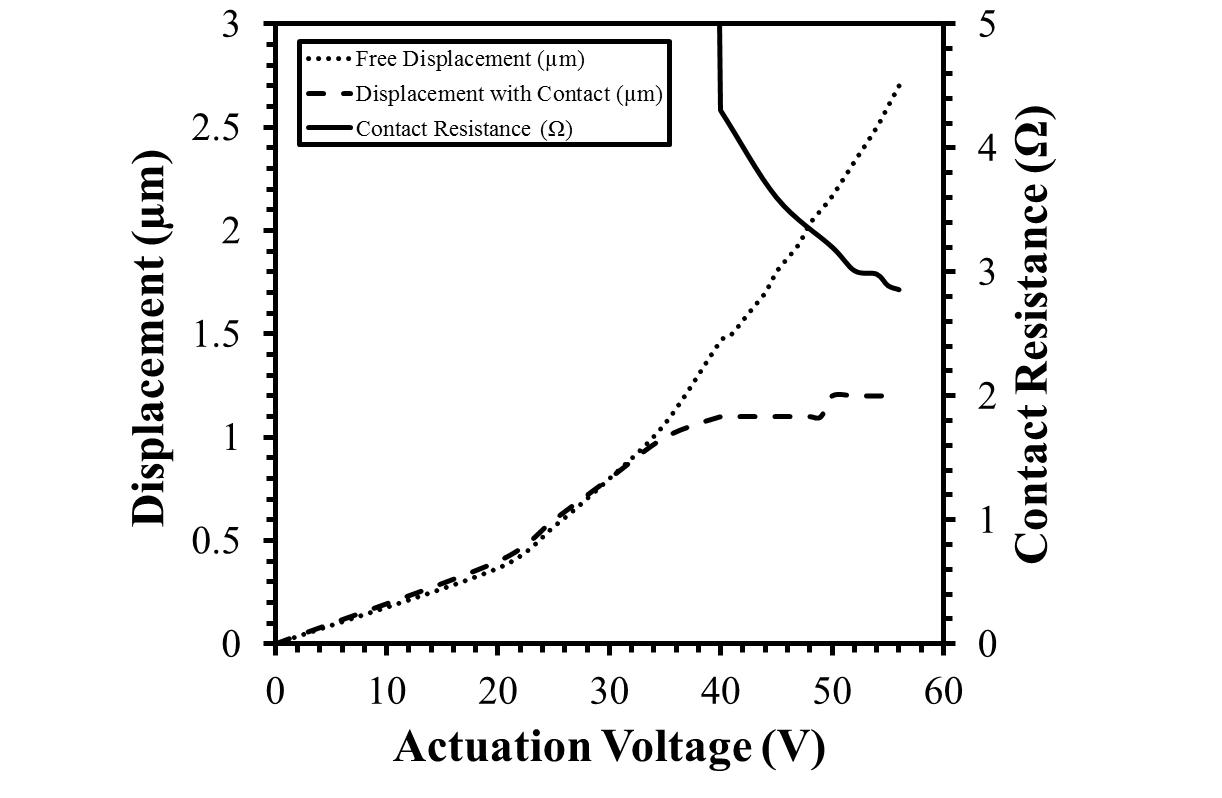 3
2.5
2
1.5
1
0.5
0
Displacement (µm)
Free Displacement (µm)
Displacement with Contact (µm)
Contact Resistance (Ω)
5
4
3
2
1
0
Contact Resistance (Ω)
0 10 20 30 40 50 60
Actuation Voltage (V)